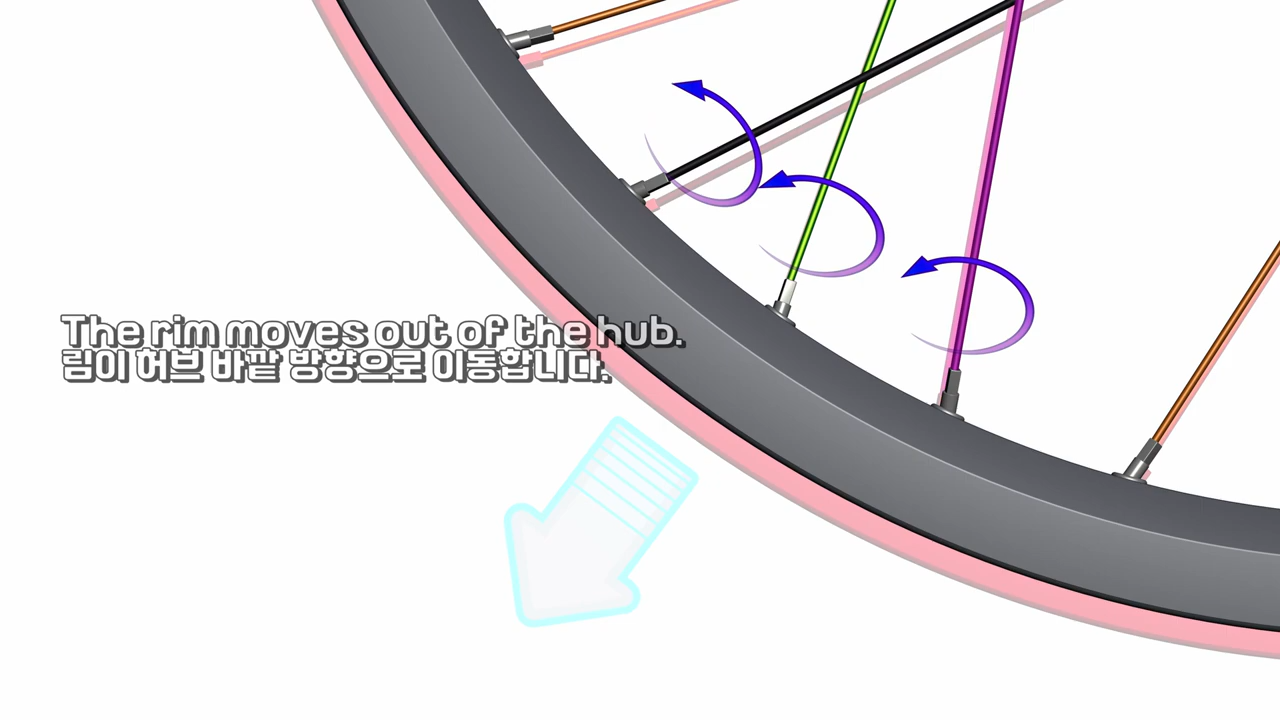 The rim moves out of the hub.
림이 허브 바깥 방향으로 이동합니다.